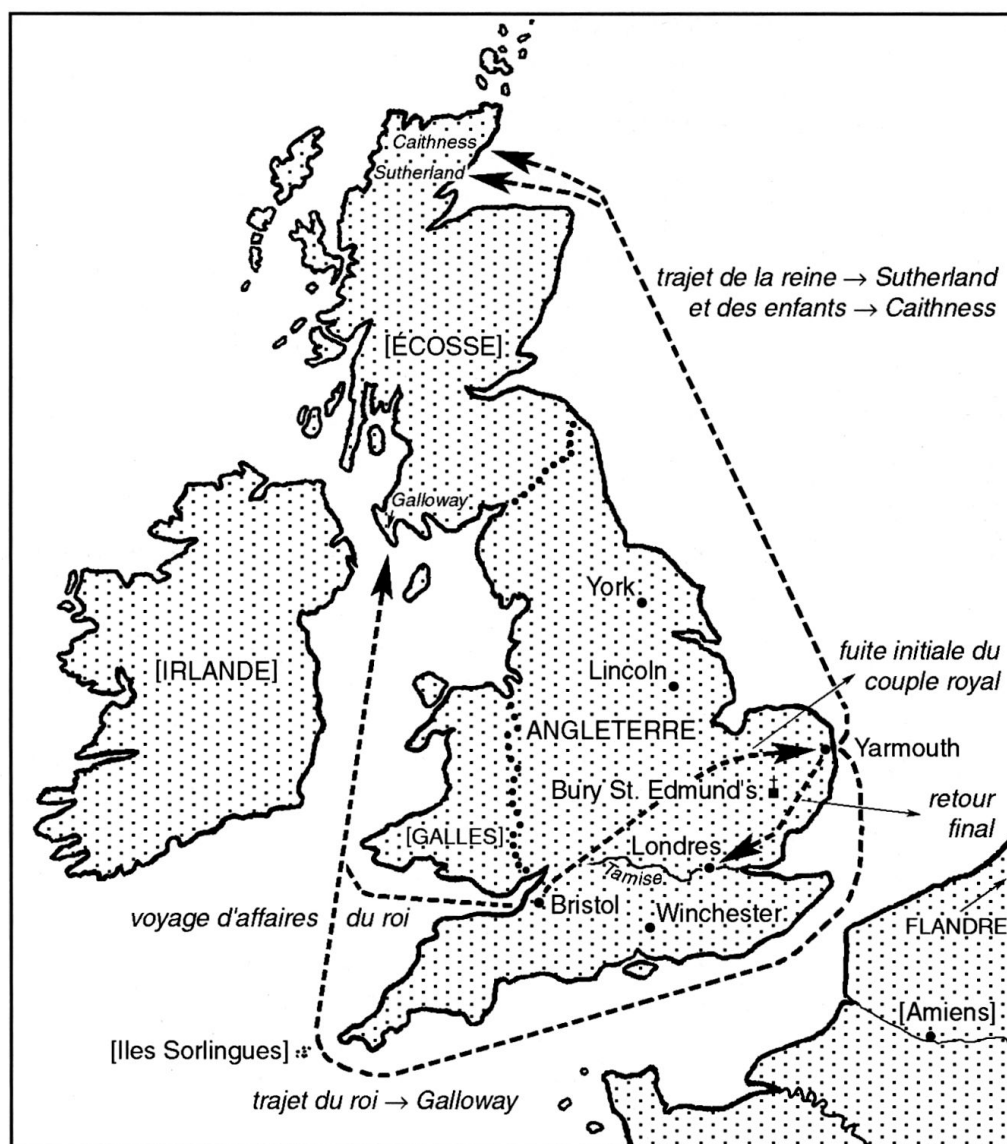 Caithness
Sutherland
trajet de la reine → Sutherland
et des enfants → Caithness
[ÉCOSSE]
Galloway
York
[IRLANDE]
Lincoln
fuite initiale du
couple royal
ANGLETERRE
Yarmouth
Bury St. Edmund's
retour
final
[GALLES]
Londres
Tamise
voyage d'affaires du roi
Bristol
Winchester
FLANDRE
[Amiens]
[Iles Sorlingues]
trajet du roi → Galloway